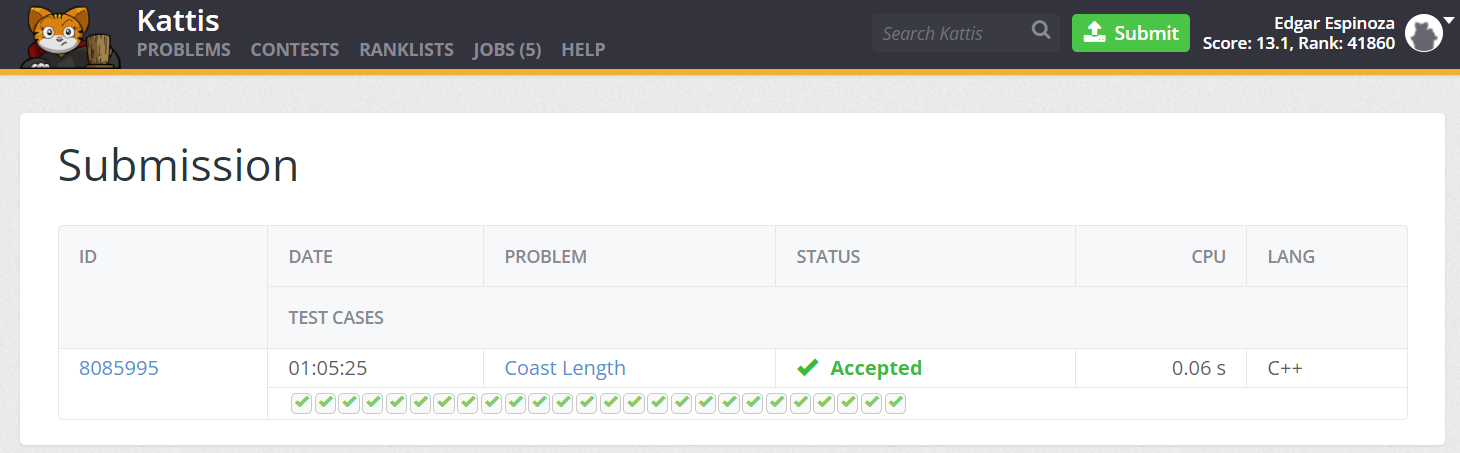 Kattis
PROBLEMS CONTESTS RANKLISTS JOBS (5) HELP
Search Kattis
Submit
Edgar Espinoza
Score: 13.1, Rank: 41860
Submission
ID DATE PROBLEM STATUS CPU LANG
TEST CASES
8085995 01:05:25 Coast Length Accepted 0.06 s C++